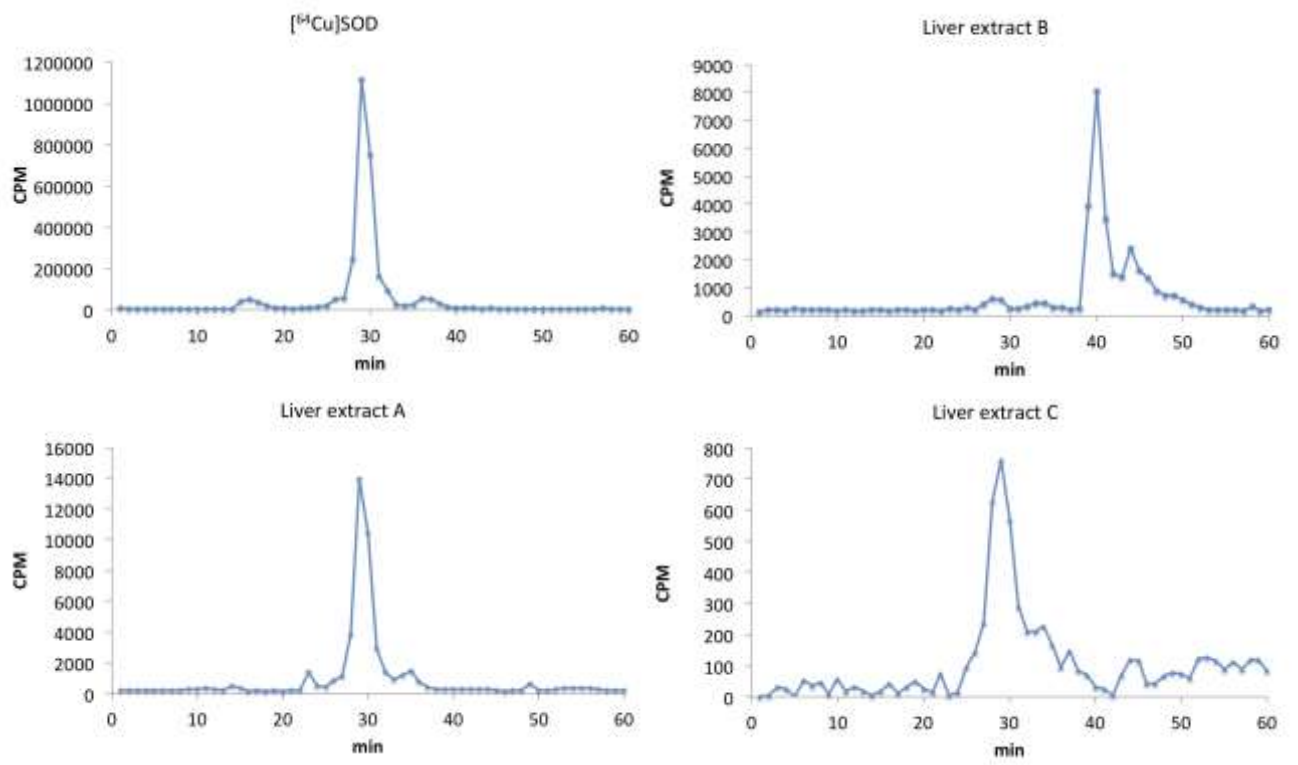 [⁶⁴Cu]SOD
1200000
1000000
800000
600000
400000
200000
0
CPM
0 10 20 30 40 50 60
min
Liver extract B
9000
8000
7000
6000
5000
4000
3000
2000
1000
0
CPM
0 10 20 30 40 50 60
min
Liver extract A
16000
14000
12000
10000
8000
6000
4000
2000
0
CPM
0 10 20 30 40 50 60
min
Liver extract C
800
700
600
500
400
300
200
100
0
CPM
0 10 20 30 40 50 60
min